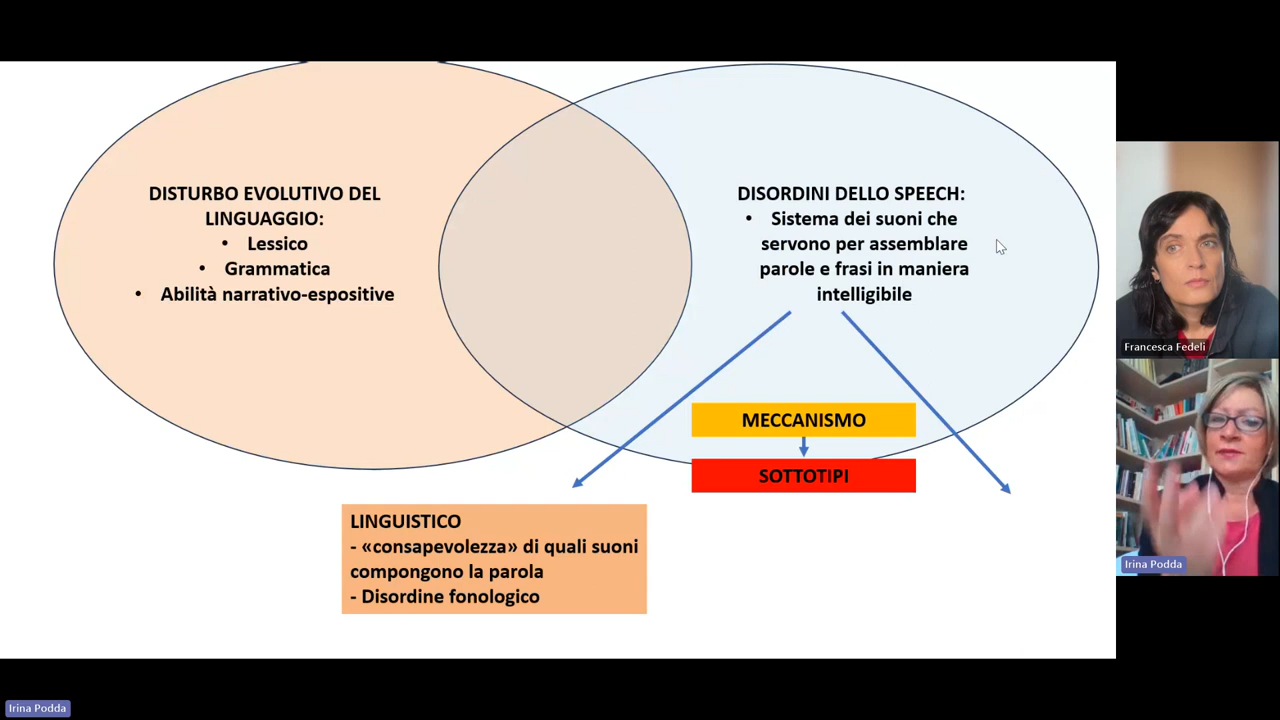 DISTURBO EVOLUTIVO DEL
LINGUAGGIO:
• Lessico
• Grammatica
• Abilità narrativo-espositive
DISORDINI DELLO SPEECH:
• Sistema dei suoni che
servono per assemblare
parole e frasi in maniera
intelligibile
MECCANISMO
SOTTOTIPI
LINGUISTICO
- «consapevolezza» di quali suoni
compongono la parola
- Disordine fonologico
Francesca Fedeli
Irina Podda
Irina Podda